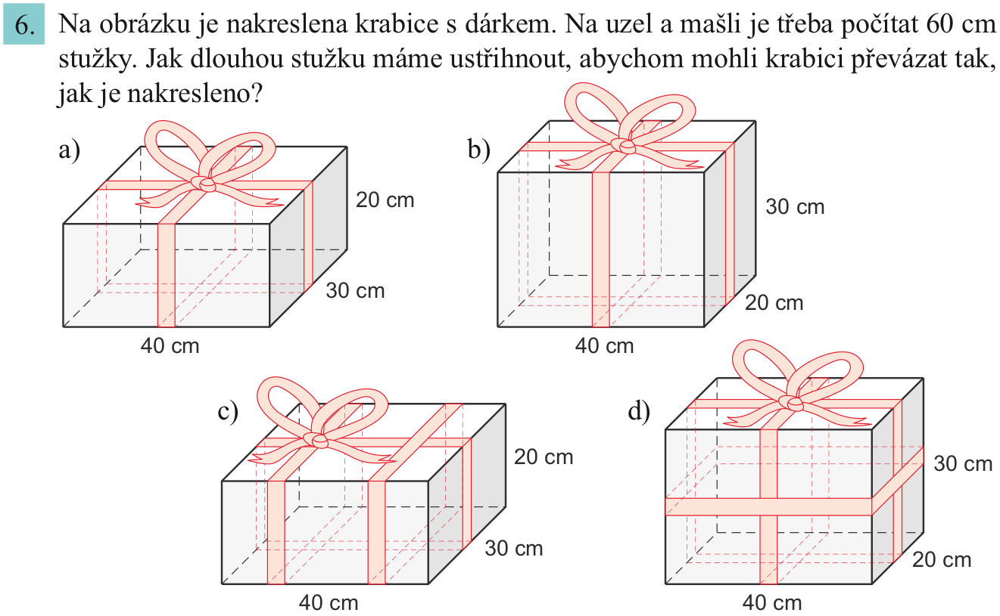 6. Na obrázku je nakreslena krabice s dárkem. Na uzel a mašli je třeba počítat 60 cm
stužky. Jak dlouhou stužku máme ustřihnout, abychom mohli krabici převázat tak,
jak je nakresleno?
a)
20 cm
30 cm
40 cm
b)
30 cm
20 cm
40 cm
c)
20 cm
30 cm
40 cm
d)
30 cm
20 cm
40 cm